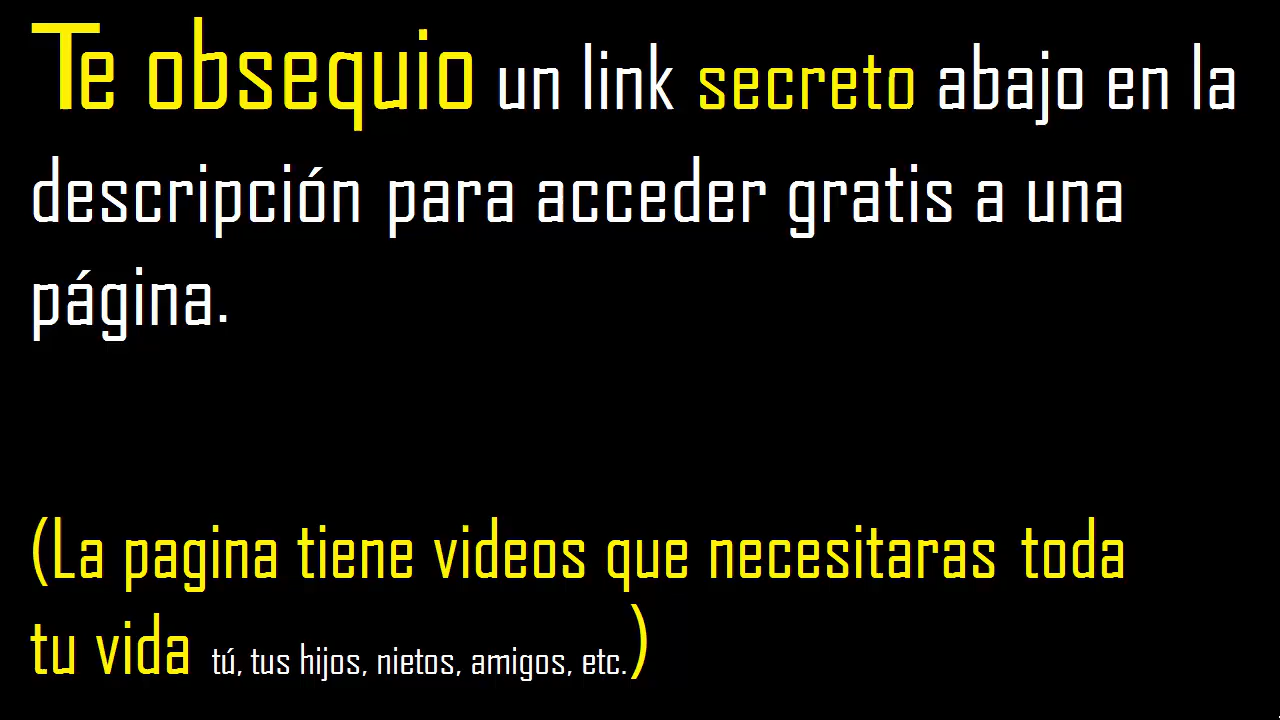 Te obsequio un link secreto abajo en la
descripción para acceder gratis a una
página.
(La pagina tiene videos que necesitaras toda
tu vida tú, tus hijos, nietos, amigos, etc.)